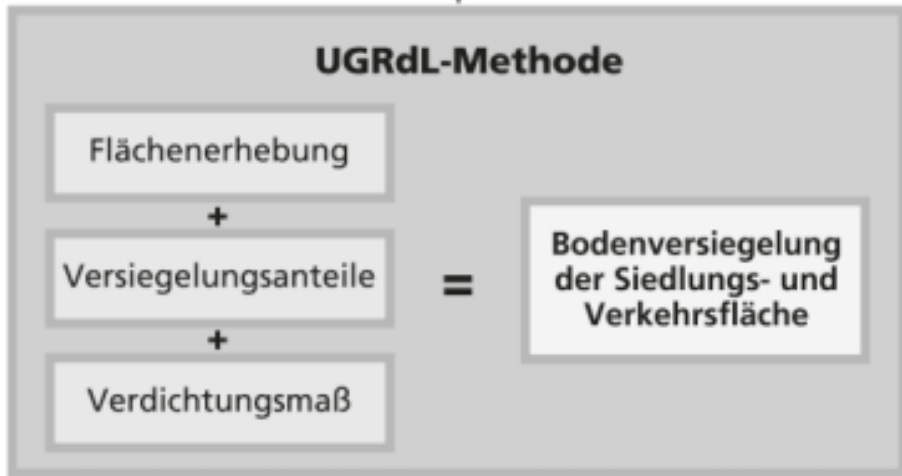 UGRdL-Methode
Flächenerhebung
+
Versiegelungsanteile
+
Verdichtungsmaß
=
Bodenversiegelung
der Siedlungs- und
Verkehrsfläche